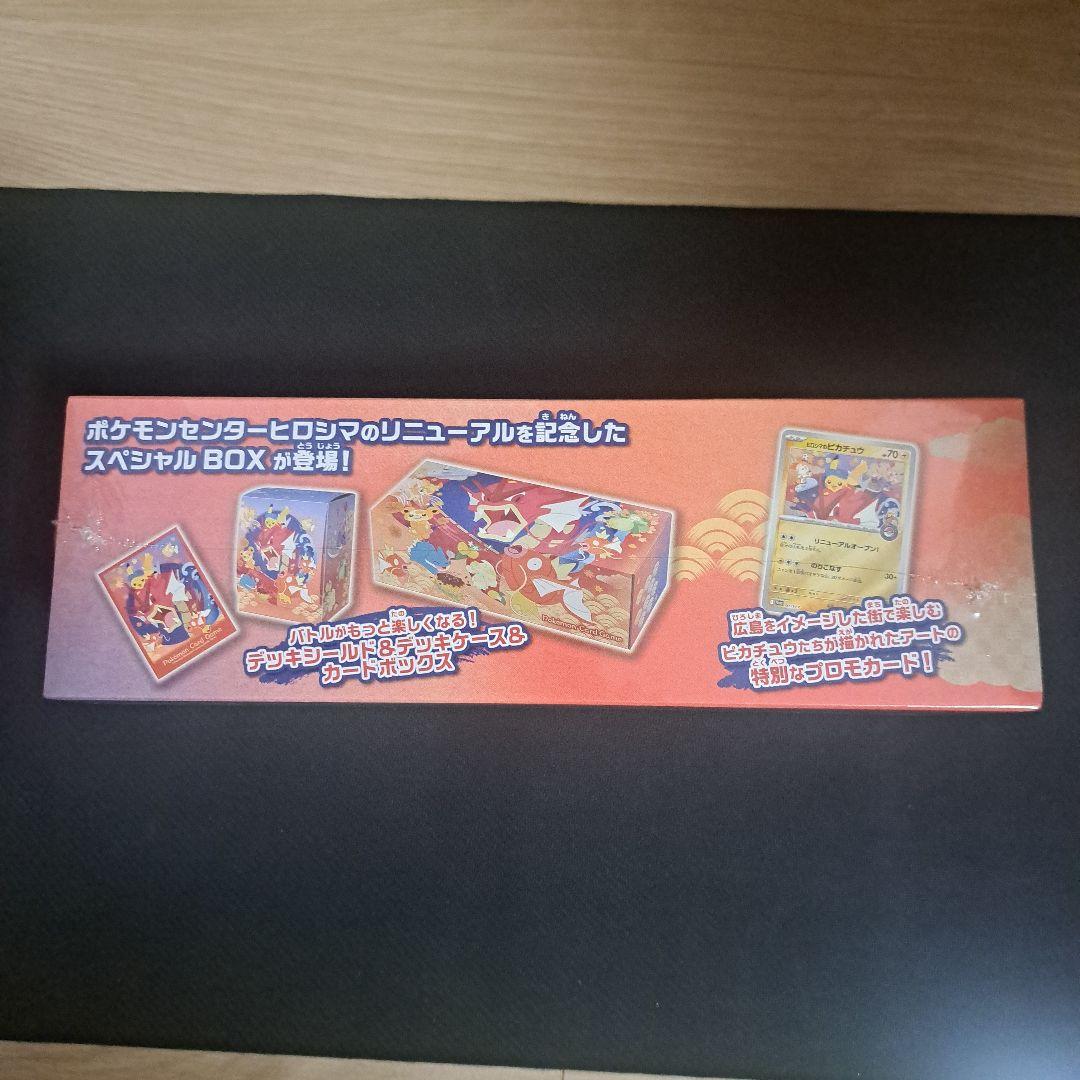 ポケモンセンターヒロシマのリニューアルを記念した
スペシャルBOXが登場!
バトルがもっと楽しくなる!
デッキシールド&デッキケース&
カードボックス
Pokémon Card Game
Pokémon Card Game
ヒロシマのピカチュウ
70
リニューアルオープン!
のりこなす
30+
広島をイメージした街で楽しむ
ピカチュウたちが描かれたアートの
特別なプロモカード!